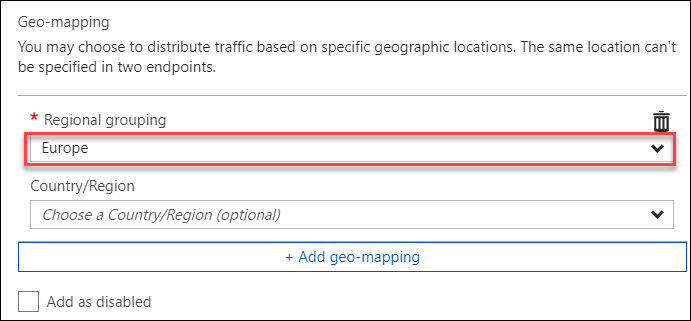 Geo-mapping
You may choose to distribute traffic based on specific geographic locations. The same location can't
be specified in two endpoints.
* Regional grouping
Europe
Country/Region
Choose a Country/Region (optional)
+ Add geo-mapping
Add as disabled